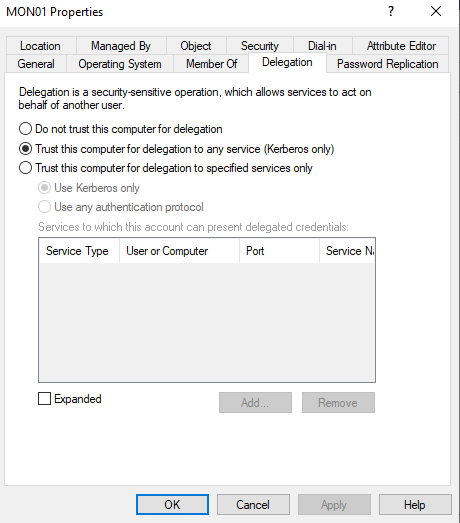 MON01 Properties
?
Location Managed By Object Security Dial-in Attribute Editor
General Operating System Member Of Delegation Password Replication
Delegation is a security-sensitive operation, which allows services to act on
behalf of another user.
Do not trust this computer for delegation
Trust this computer for delegation to any service (Kerberos only)
Trust this computer for delegation to specified services only
Use Kerberos only
Use any authentication protocol
Services to which this account can present delegated credentials:
Service Type User or Computer Port Service Na
Expanded Add... Remove
OK Cancel Apply Help